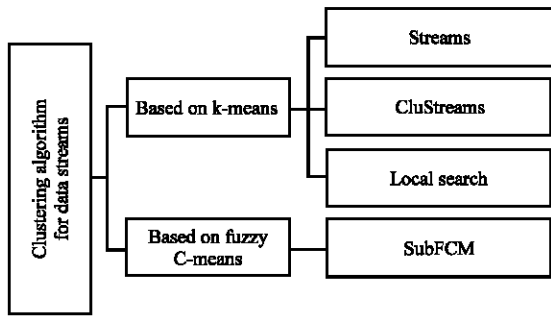 Clustering algorithm
for data streams
Based on k-means
Streams
CluStreams
Local search
Based on fuzzy
C-means
SubFCM